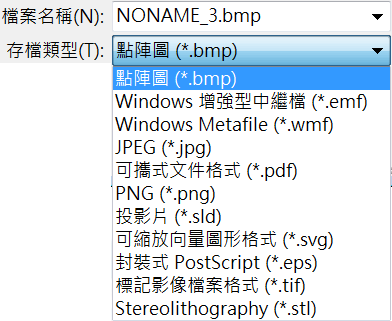 檔案名稱(N): NONAME_3.bmp
存檔類型(T): 點陣圖 (*.bmp)
點陣圖 (*.bmp)
Windows 增強型中繼檔 (*.emf)
Windows Metafile (*.wmf)
JPEG (*.jpg)
可攜式文件格式 (*.pdf)
PNG (*.png)
投影片 (*.sld)
可縮放向量圖形格式 (*.svg)
封裝式 PostScript (*.eps)
標記影像檔案格式 (*.tif)
Stereolithography (*.stl)